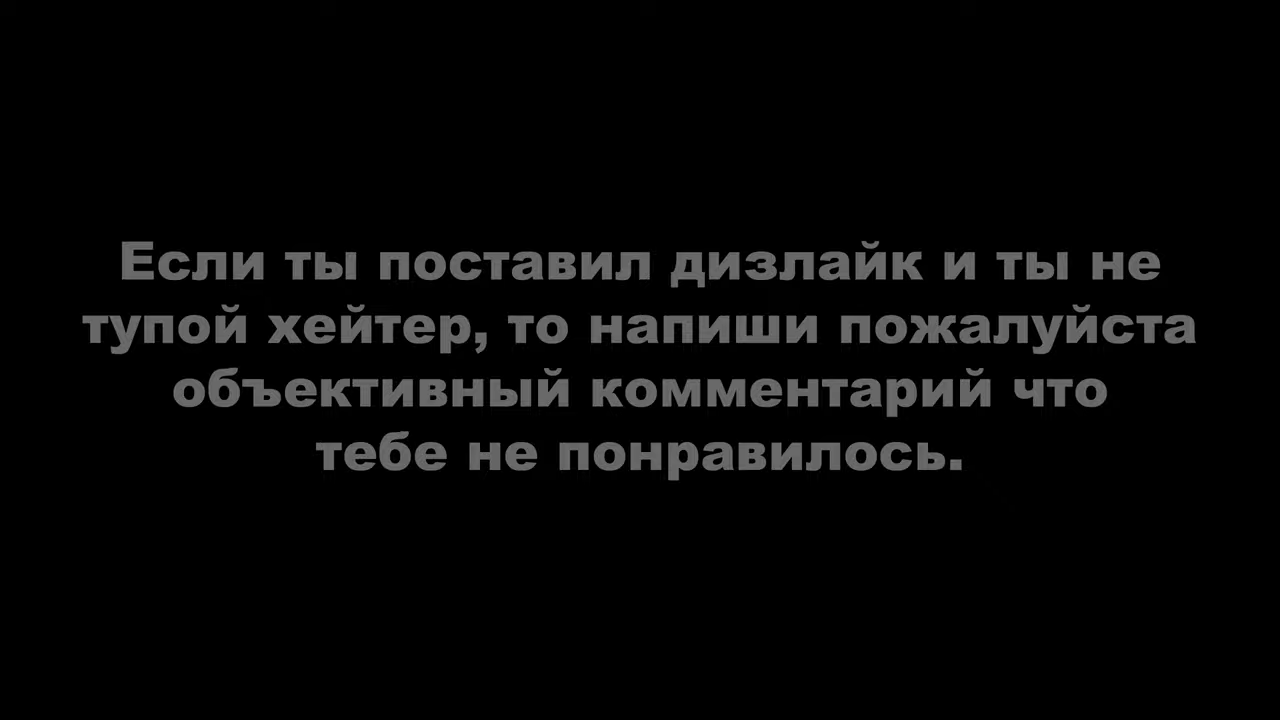 Если ты поставил дизлайк и ты не
тупой хейтер, то напиши пожалуйста
объективный комментарий что
тебе не понравилось.